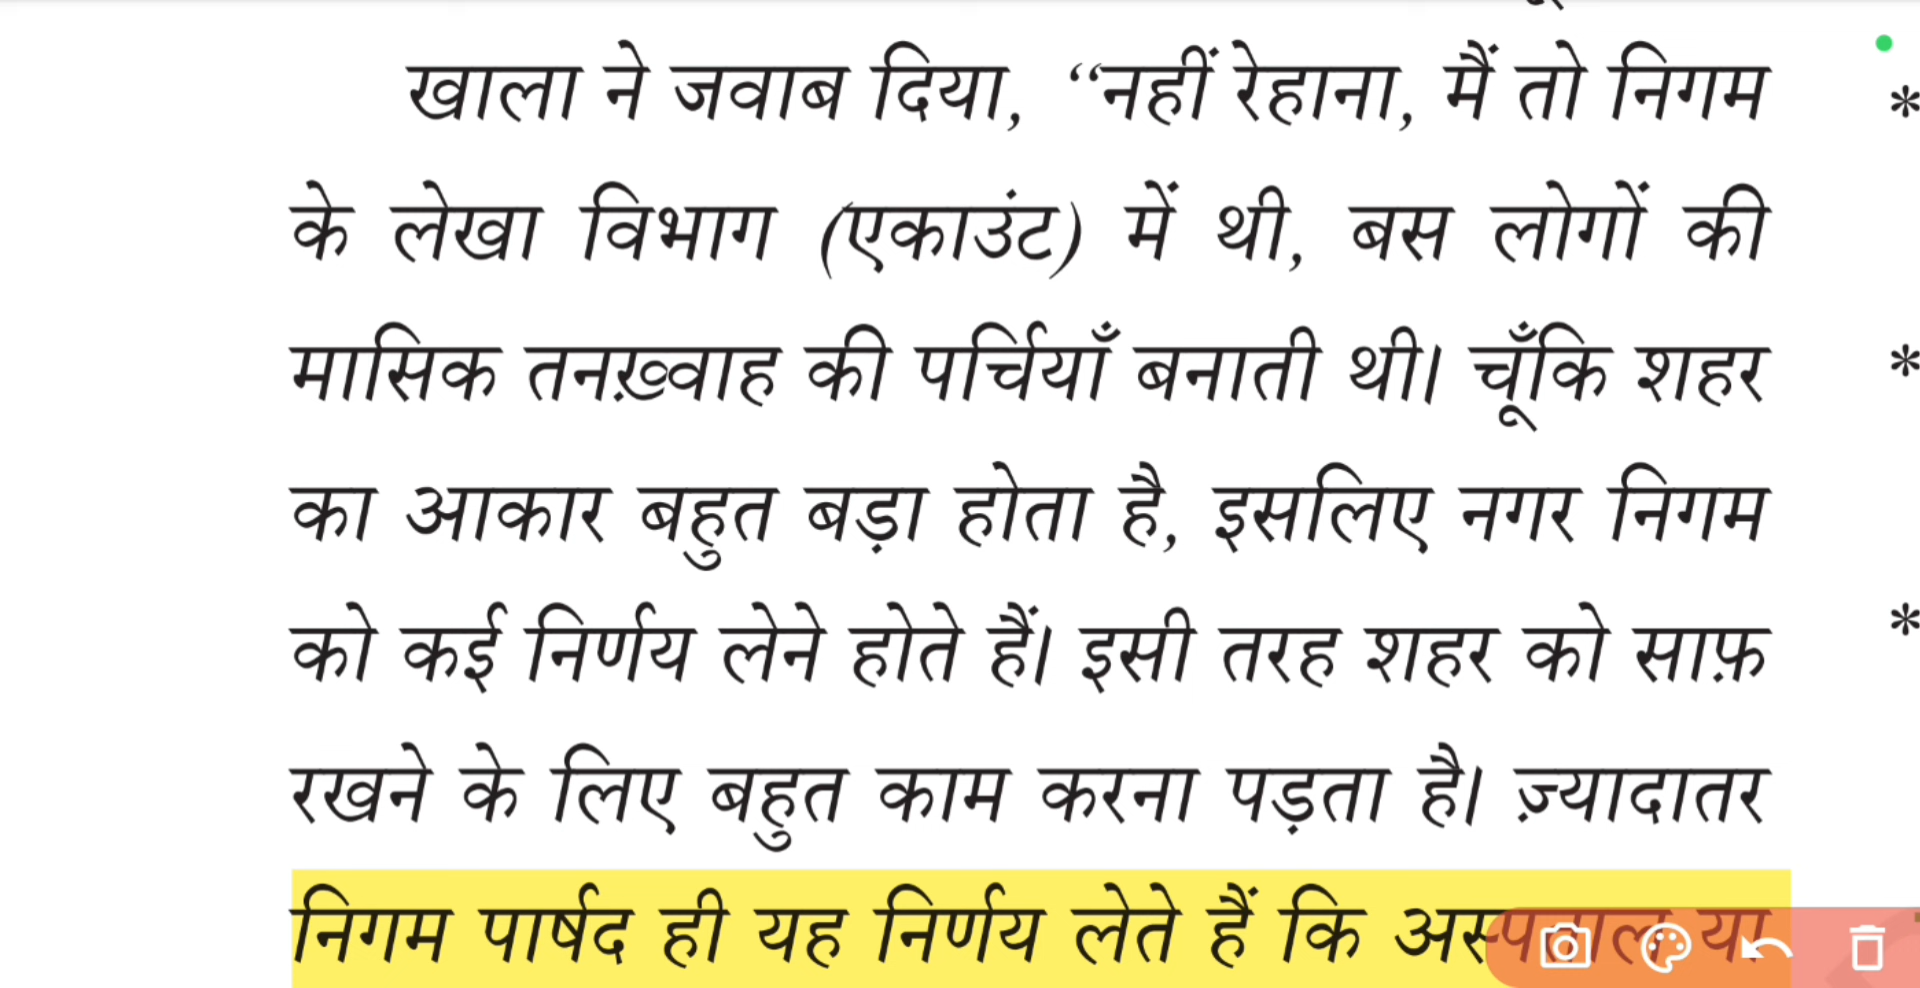 खाला ने जवाब दिया, “नहीं रेहाना, मैं तो निगम
*
के लेखा विभाग (एकाउंट) में थी, बस लोगों की
मासिक तनख़्वाह की पर्चियाँ बनाती थी। चूँकि शहर
*
का आकार बहुत बड़ा होता है, इसलिए नगर निगम
को कई निर्णय लेने होते हैं। इसी तरह शहर को साफ़
*
रखने के लिए बहुत काम करना पड़ता है। ज़्यादातर
निगम पार्षद ही यह निर्णय लेते हैं कि अस्पताल या